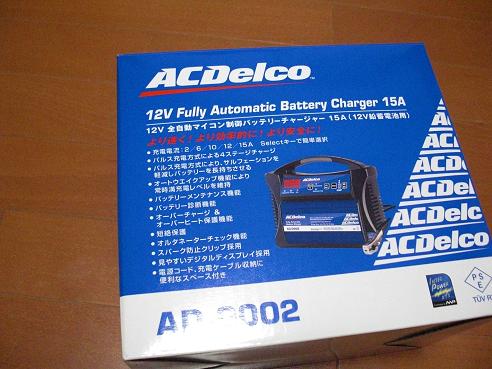 ACDelco
12V Fully Automatic Battery Charger 15A
12V 全自動マイコン制御バッテリーチャージャー 15A（12V鉛蓄電池用）
より速く！より効率的に！より安全に！
• 充電電流：2／6／10／12／15A Selectキーで簡単選択
• パルス充電方式による4ステージチャージ
• パルス充電方式により、サルフェーションを
軽減しバッテリーを長持ちさせる
• オートウェイクアップ機能により
常時満充電レベルを維持
• バッテリーメンテナンス機能
• バッテリー診断機能
• オーバーチャージ &
オーバーヒート保護機能
• 短絡保護
• オルタネーターチェック機能
• スパーク防止クリップ採用
• 見やすいデジタルディスプレイ採用
• 電源コード、充電ケーブル収納に
便利なスペース付き
ACDelco
ACDelco
P S
E
TÜV R